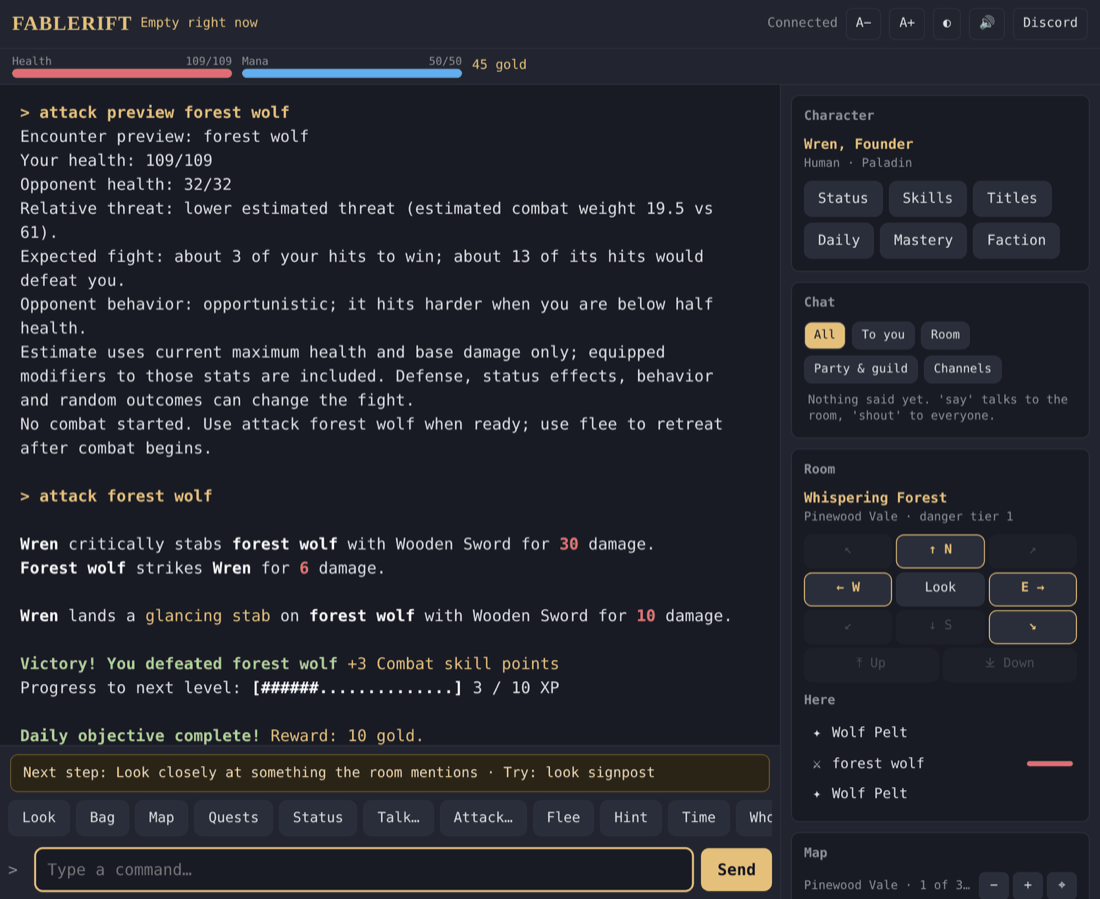 FABLERIFT Empty right now
Connected A− A+ ◐ 🔊 Discord
Health 109/109 Mana 50/50 45 gold
> attack preview forest wolf
Encounter preview: forest wolf
Your health: 109/109
Opponent health: 32/32
Relative threat: lower estimated threat (estimated combat weight 19.5 vs
61).
Expected fight: about 3 of your hits to win; about 13 of its hits would
defeat you.
Opponent behavior: opportunistic; it hits harder when you are below half
health.
Estimate uses current maximum health and base damage only; equipped
modifiers to those stats are included. Defense, status effects, behavior
and random outcomes can change the fight.
No combat started. Use attack forest wolf when ready; use flee to retreat
after combat begins.
> attack forest wolf
Wren critically stabs forest wolf with Wooden Sword for 30 damage.
Forest wolf strikes Wren for 6 damage.
Wren lands a glancing stab on forest wolf with Wooden Sword for 10 damage.
Victory! You defeated forest wolf +3 Combat skill points
Progress to next level: [######..............] 3 / 10 XP
Daily objective complete! Reward: 10 gold.
Next step: Look closely at something the room mentions · Try: look signpost
Look Bag Map Quests Status Talk… Attack… Flee Hint Time Who
> Type a command… Send
Character
Wren, Founder
Human · Paladin
Status Skills Titles
Daily Mastery Faction
Chat
All To you Room
Party & guild Channels
Nothing said yet. 'say' talks to the
room, 'shout' to everyone.
Room
Whispering Forest
Pinewood Vale · danger tier 1
↖ ↑ N ↗
← W Look E →
↙ ↓ S ↘
⤒ Up ⤓ Down
Here
✦ Wolf Pelt
⚔ forest wolf
✦ Wolf Pelt
Map
Pinewood Vale · 1 of 3… − + ⌖